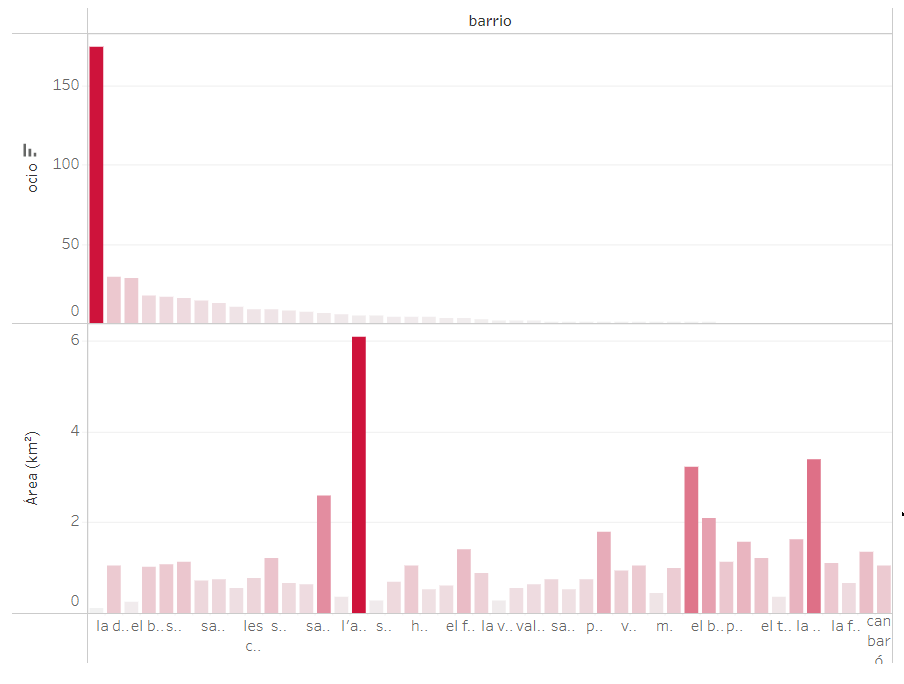 barrio
150
100
50
0
ocio
6
4
2
0
Área (km²)
la d.. el b.. s.. sa.. les s.. sa.. l'a.. s.. h.. el f.. la v.. val.. sa.. p.. v.. m. el b.. p.. el t.. la .. la f.. can
c.. bar
ó